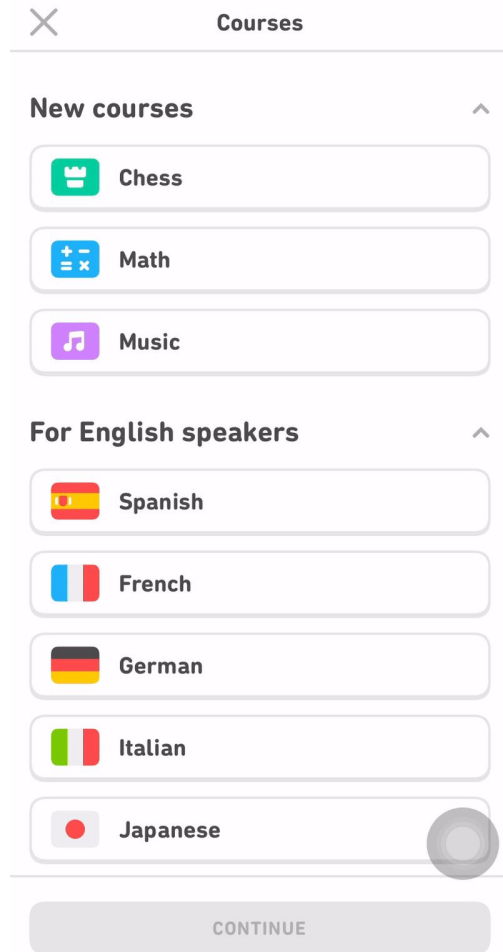 Courses
New courses
Chess
Math
Music
For English speakers
Spanish
French
German
Italian
Japanese
CONTINUE